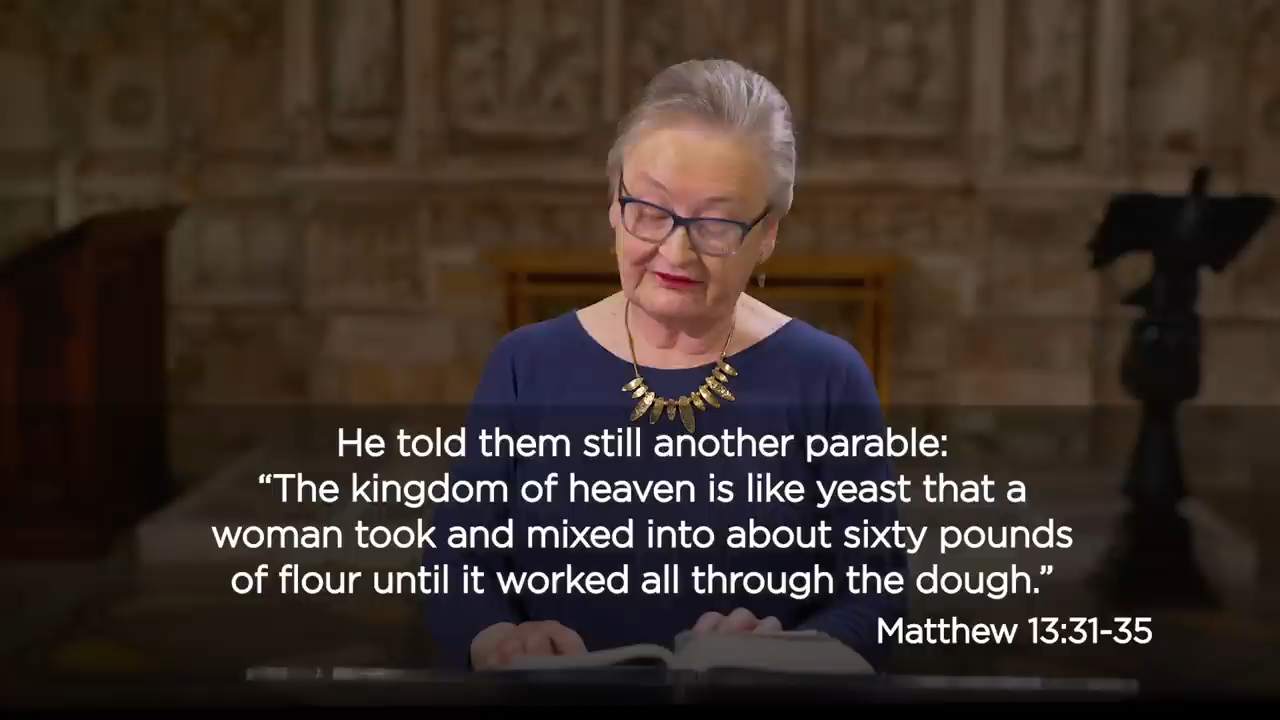 He told them still another parable:
“The kingdom of heaven is like yeast that a
woman took and mixed into about sixty pounds
of flour until it worked all through the dough.”
Matthew 13:31-35